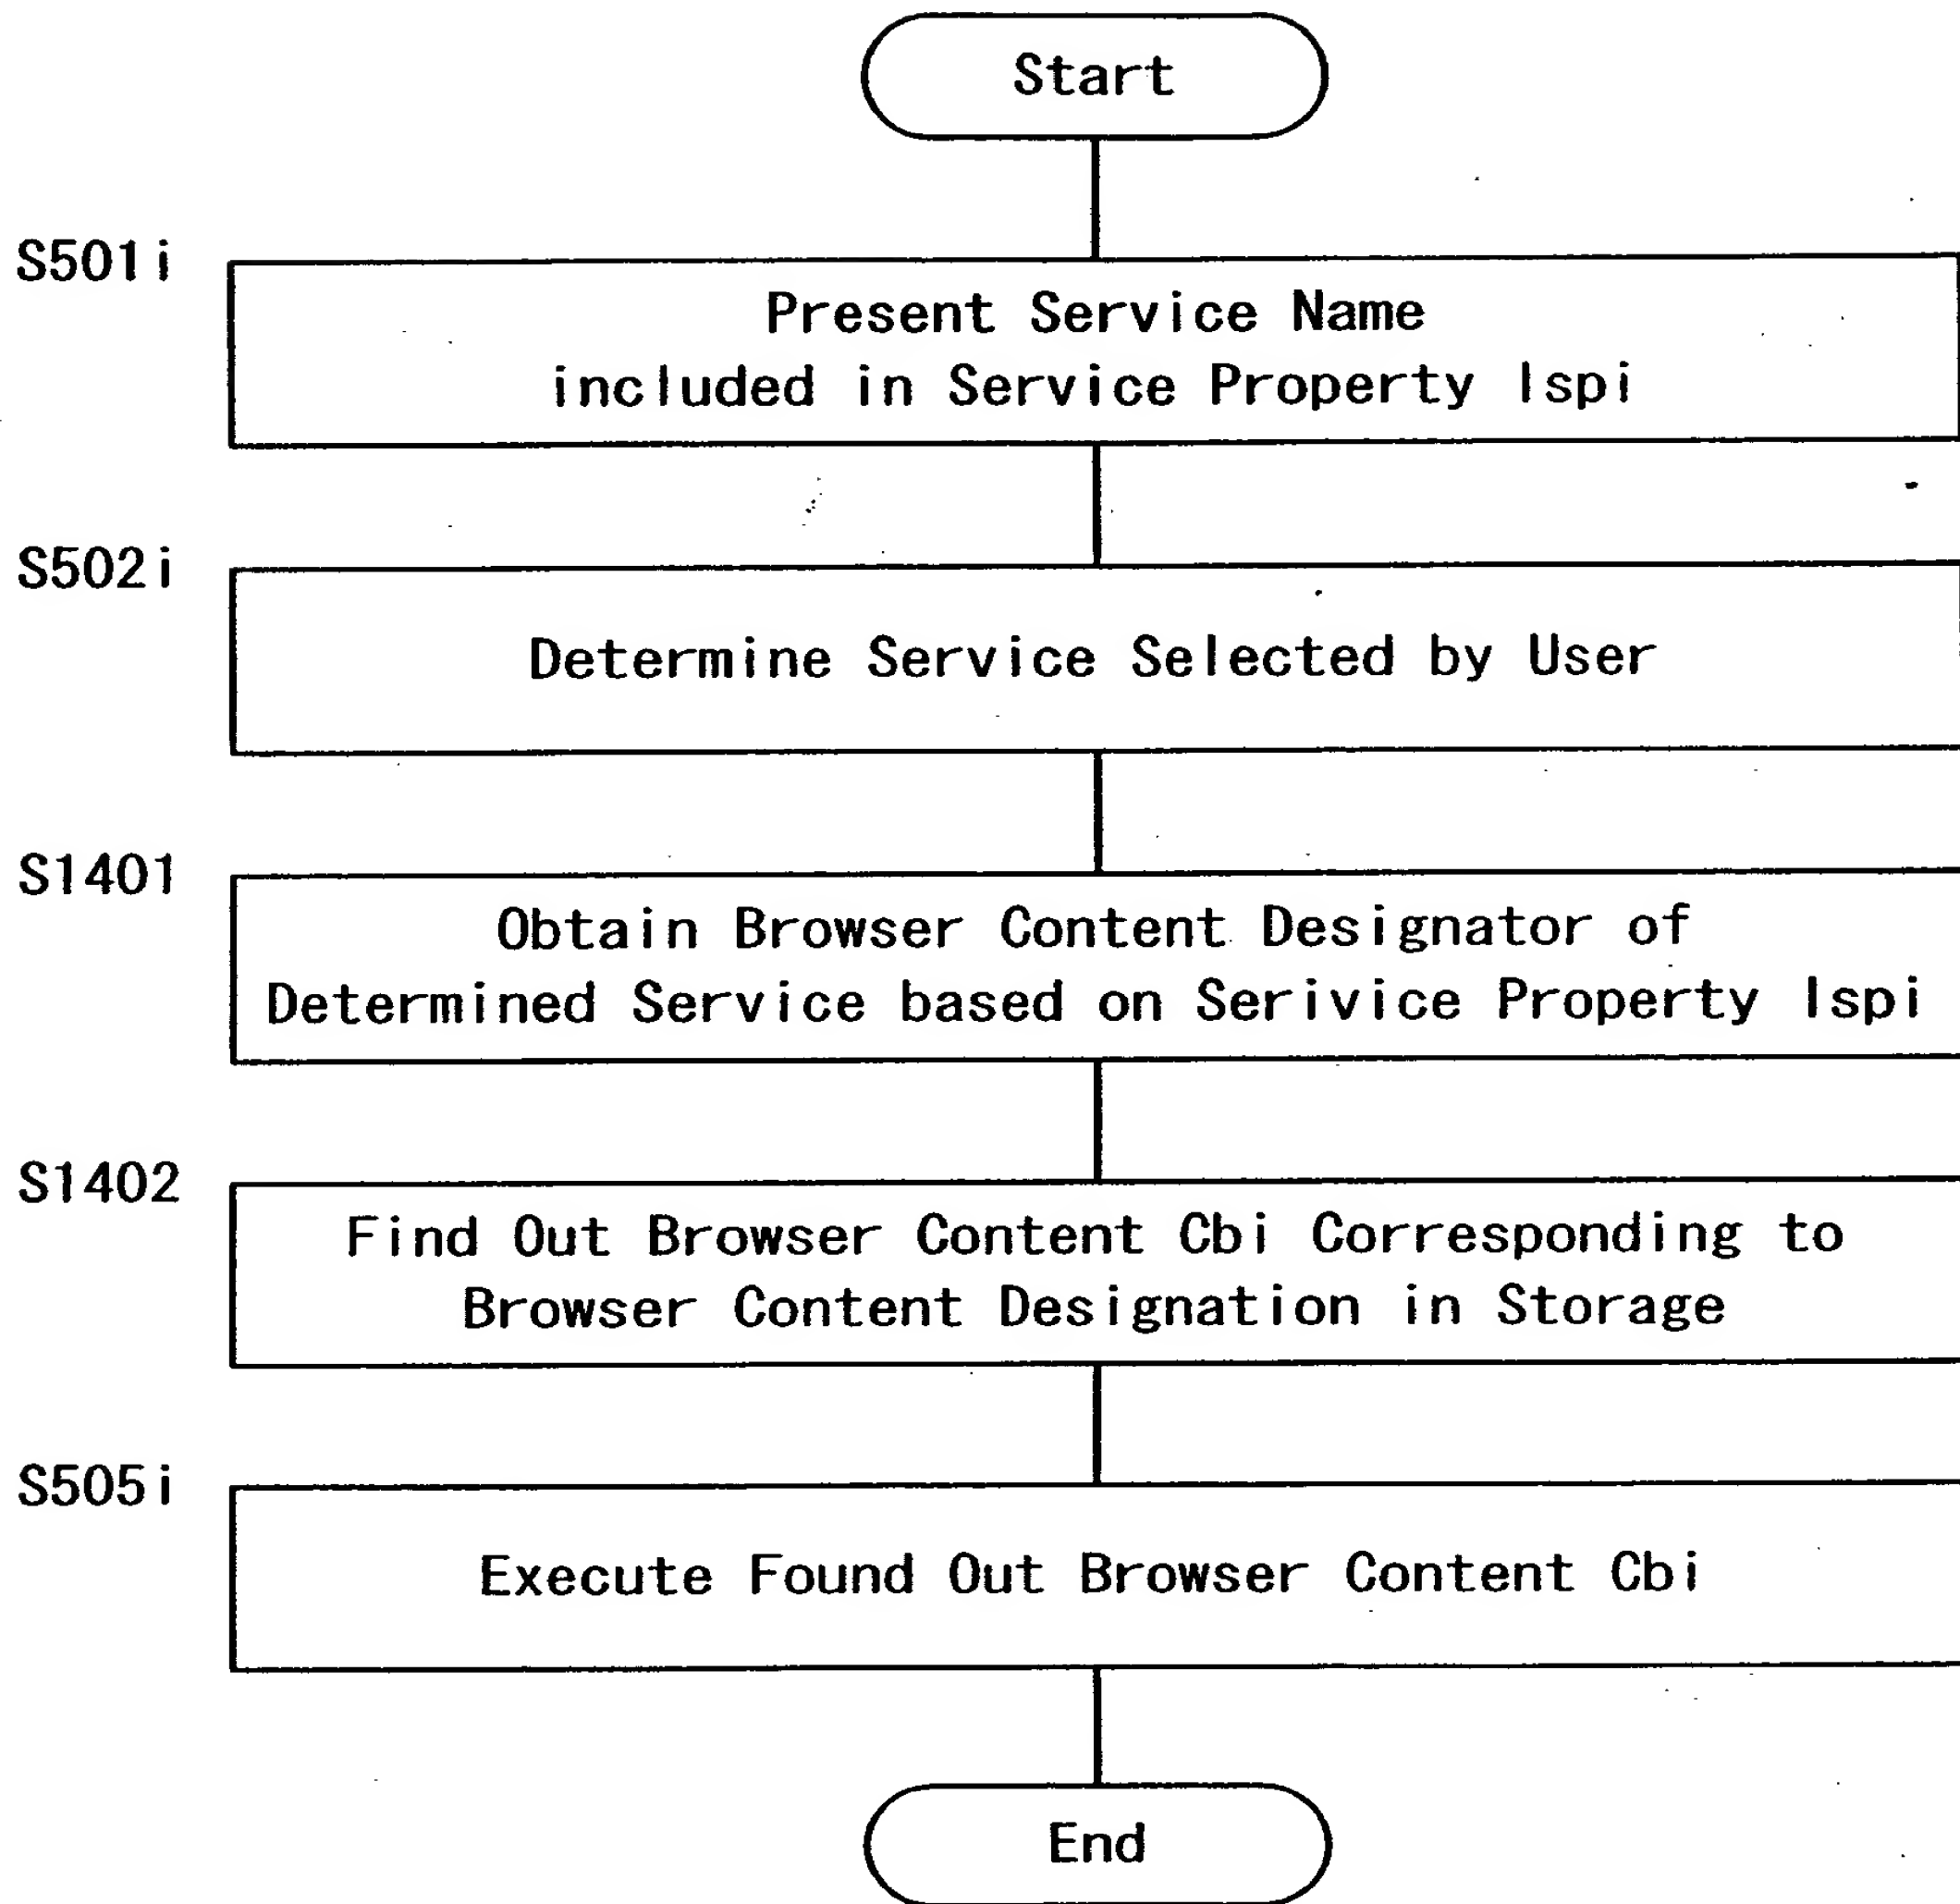 Start
S501i
Present Service Name
included in Service Property Ispi
S502i
Determine Service Selected by User
S1401
Obtain Browser Content Designator of
Determined Service based on Serivice Property Ispi
S1402
Find Out Browser Content Cbi Corresponding to
Browser Content Designation in Storage
S505i
Execute Found Out Browser Content Cbi
End